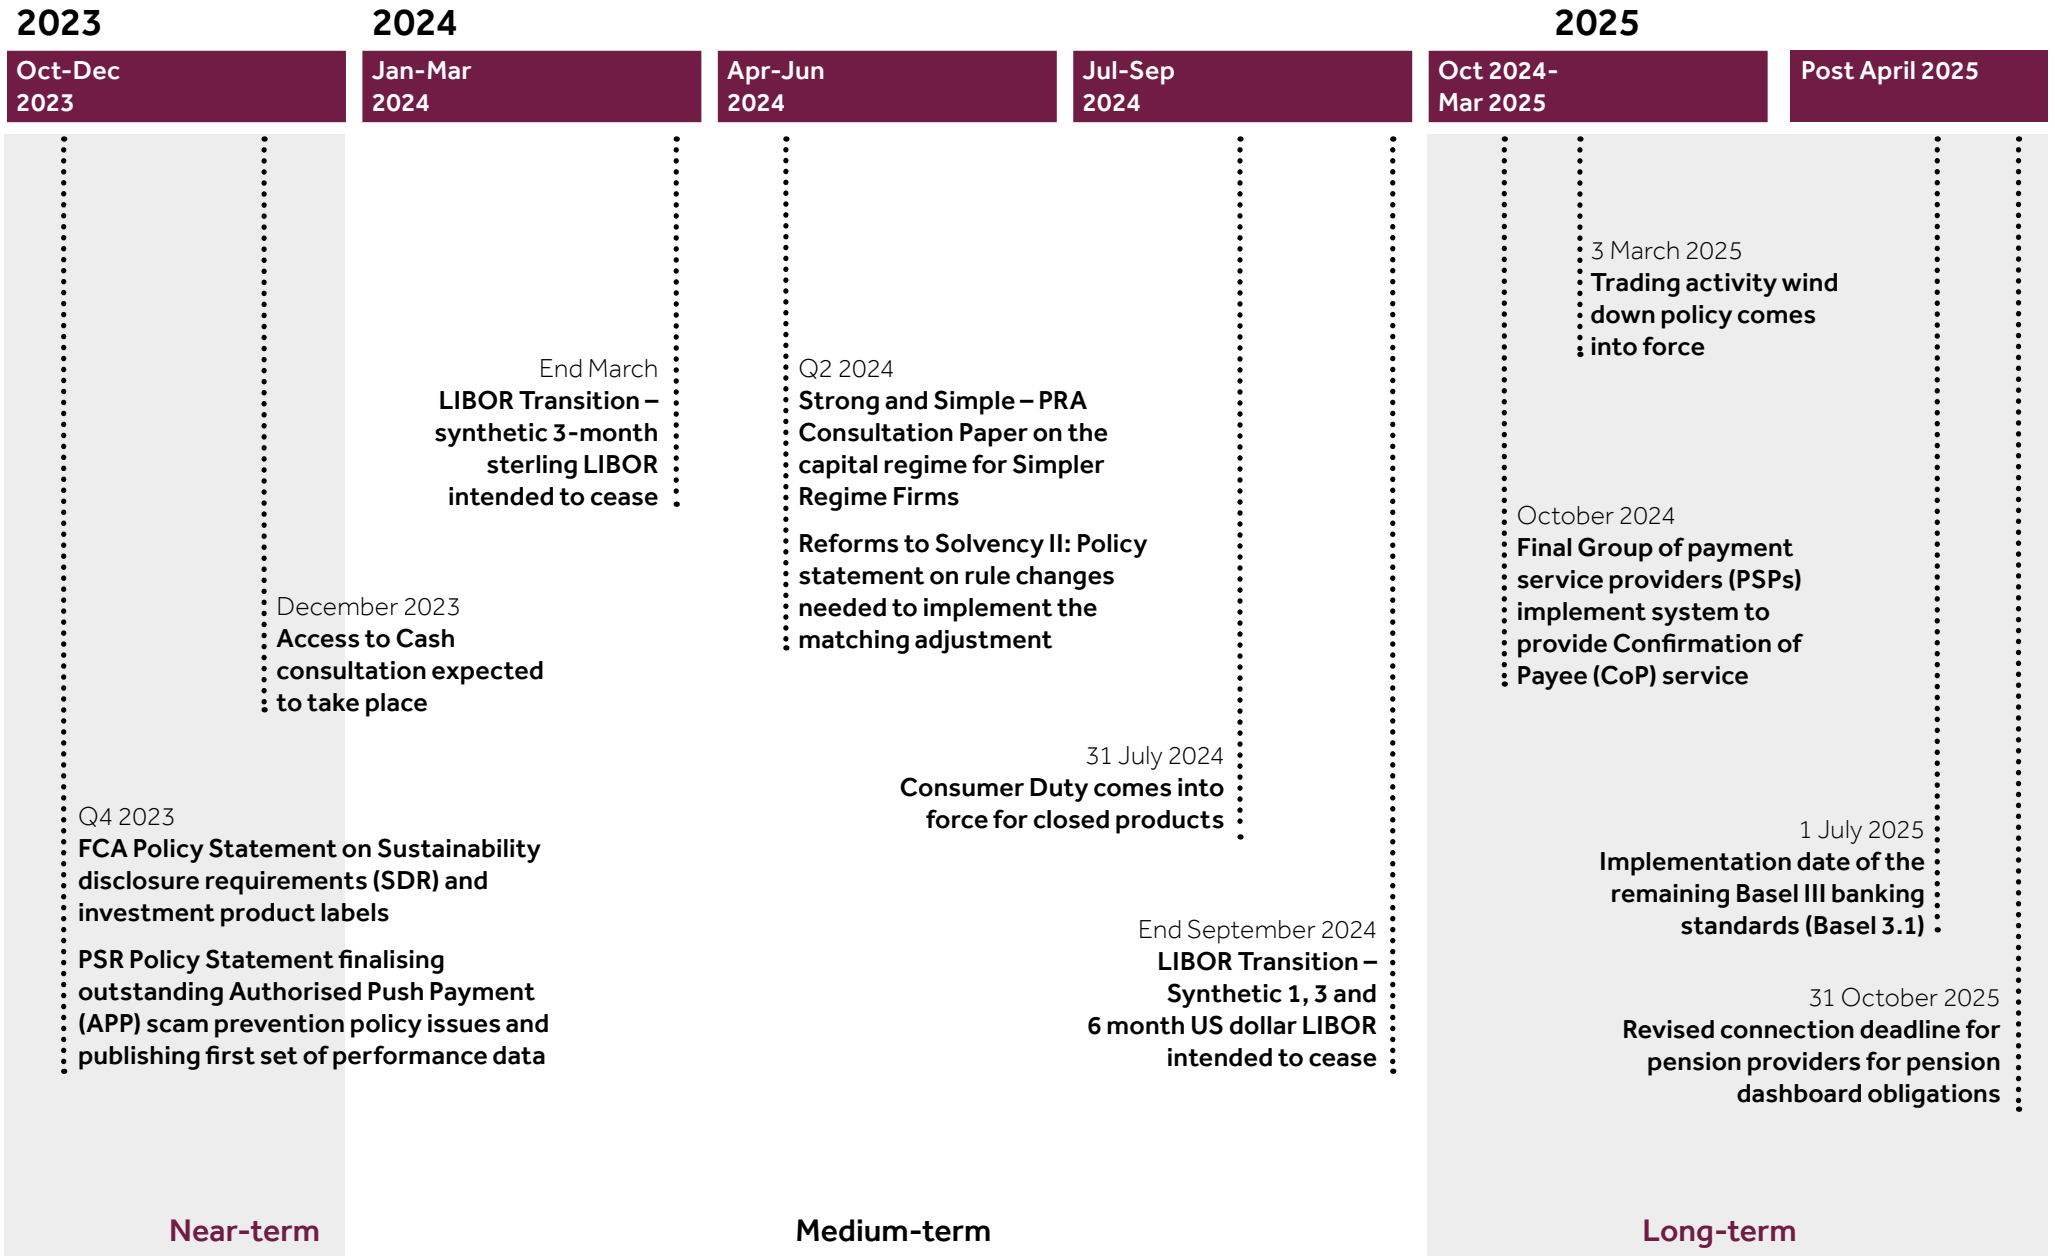 2023
2024
2025
Oct-Dec
2023
Jan-Mar
2024
Apr-Jun
2024
Jul-Sep
2024
Oct 2024-
Mar 2025
Post April 2025
3 March 2025
Trading activity wind
down policy comes
into force
End March
LIBOR Transition –
synthetic 3-month
sterling LIBOR
intended to cease
Q2 2024
Strong and Simple – PRA
Consultation Paper on the
capital regime for Simpler
Regime Firms
Reforms to Solvency II: Policy
statement on rule changes
needed to implement the
matching adjustment
October 2024
Final Group of payment
service providers (PSPs)
implement system to
provide Confirmation of
Payee (CoP) service
December 2023
Access to Cash
consultation expected
to take place
31 July 2024
Consumer Duty comes into
force for closed products
Q4 2023
FCA Policy Statement on Sustainability
disclosure requirements (SDR) and
investment product labels
PSR Policy Statement finalising
outstanding Authorised Push Payment
(APP) scam prevention policy issues and
publishing first set of performance data
1 July 2025
Implementation date of the
remaining Basel III banking
standards (Basel 3.1)
End September 2024
LIBOR Transition –
Synthetic 1, 3 and
6 month US dollar LIBOR
intended to cease
31 October 2025
Revised connection deadline for
pension providers for pension
dashboard obligations
Near-term
Medium-term
Long-term